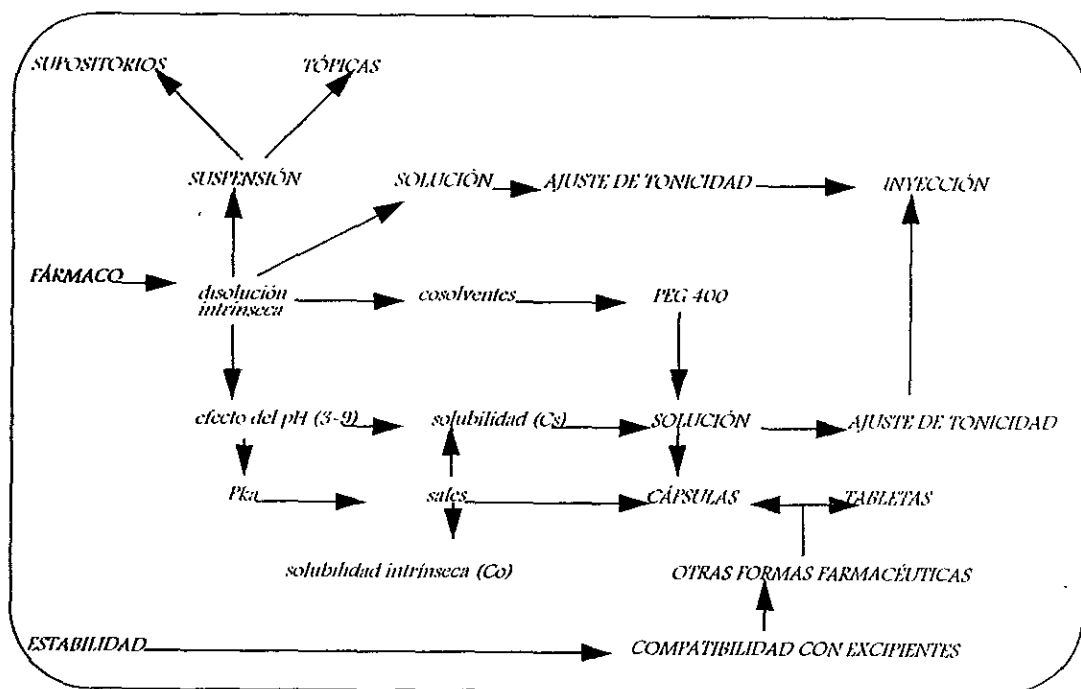 SUPOSITORIOS
TÓPICAS
SUSPENSIÓN
SOLUCIÓN
AJUSTE DE TONICIDAD
INYECCIÓN
FÁRMACO
disolución
intrínseca
cosolventes
PEG 400
efecto del pH (3-9)
solubilidad (Cs)
SOLUCIÓN
AJUSTE DE TONICIDAD
Pka
sales
CÁPSULAS
TABLETAS
solubilidad intrínseca (Co)
OTRAS FORMAS FARMACÉUTICAS
ESTABILIDAD
COMPATIBILIDAD CON EXCIPIENTES